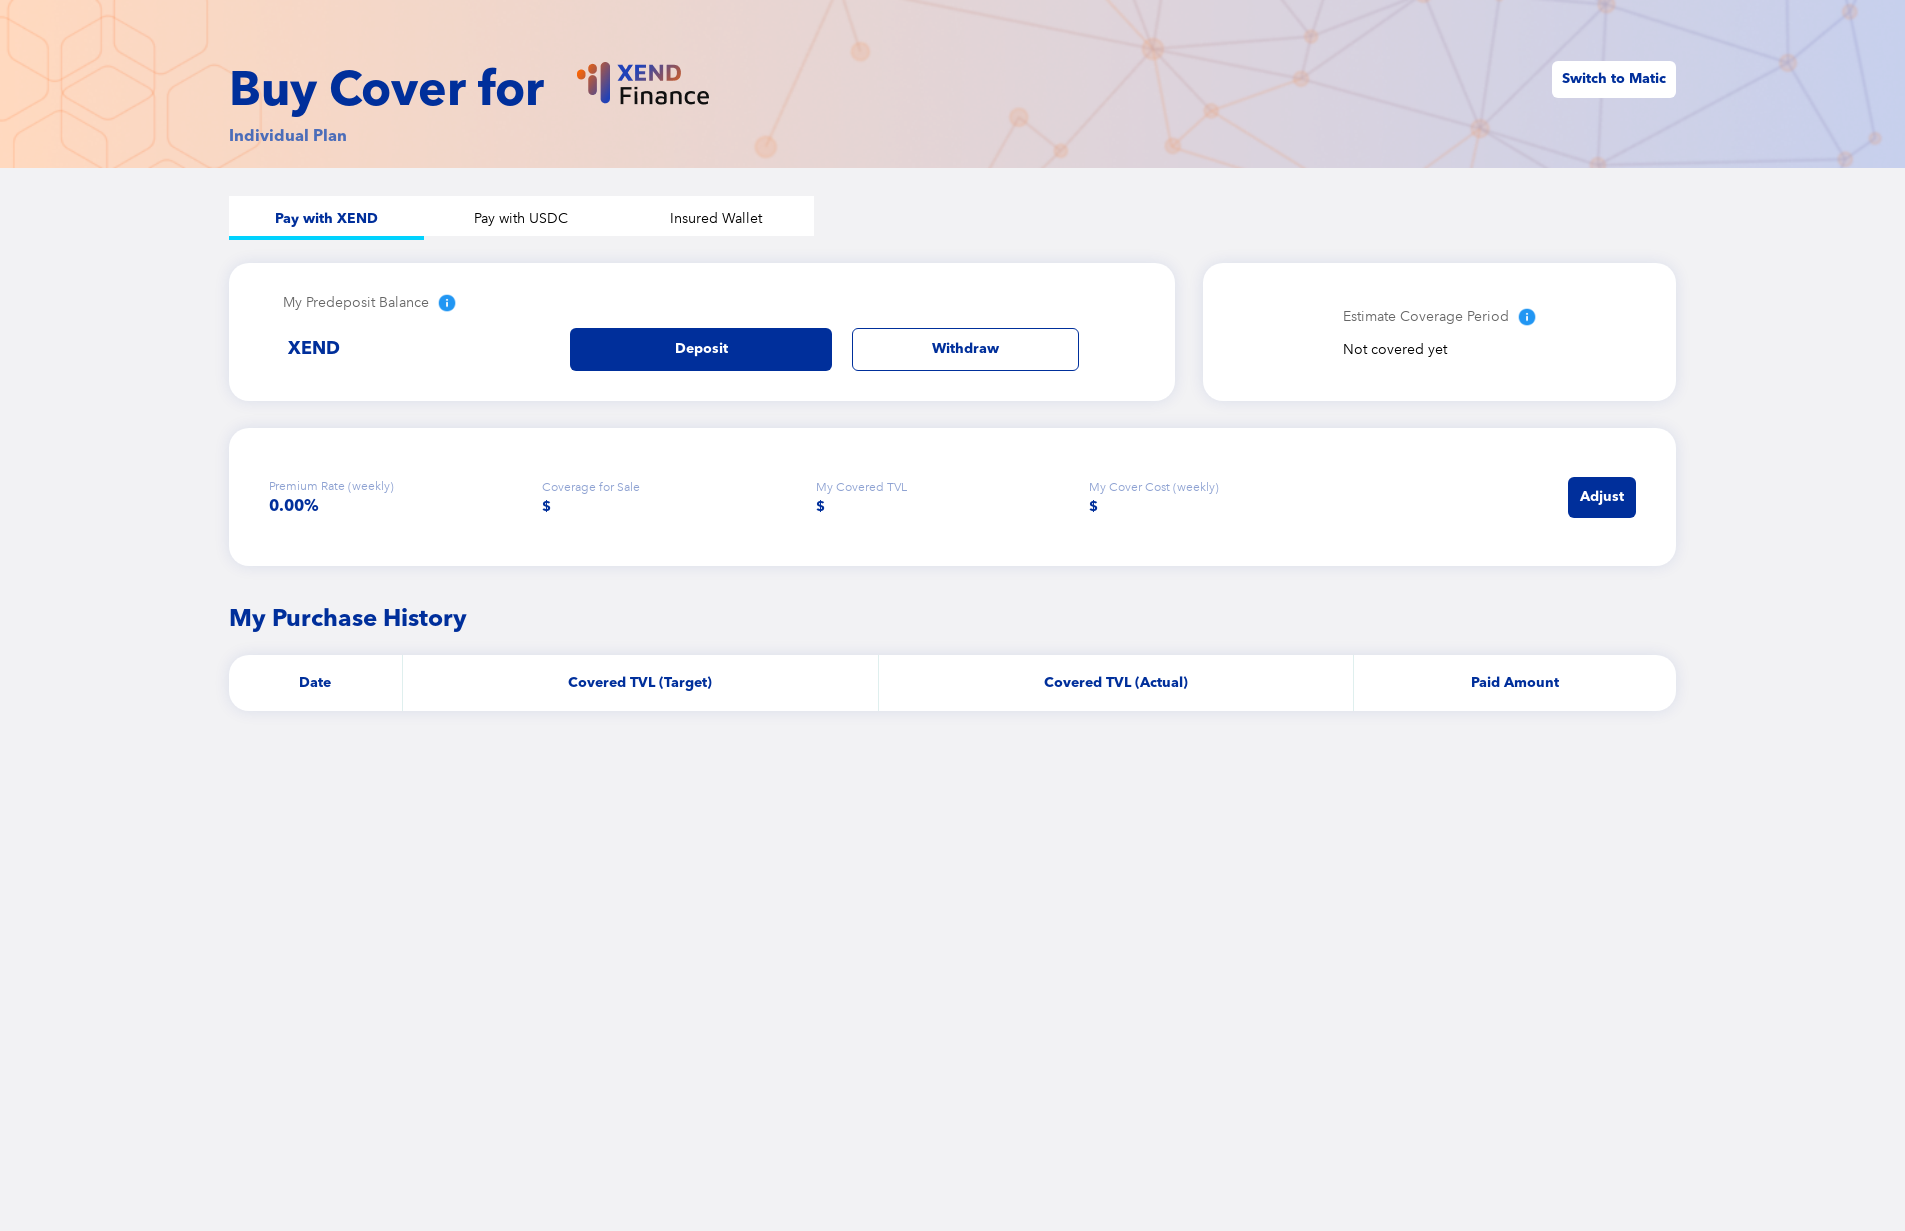 Buy Cover for
XEND
Finance
Switch to Matic
Individual Plan
Pay with XEND
Pay with USDC
Insured Wallet
My Predeposit Balance
XEND
Deposit
Withdraw
Estimate Coverage Period
Not covered yet
Premium Rate (weekly)
0.00%
Coverage for Sale
$
My Covered TVL
$
My Cover Cost (weekly)
$
Adjust
My Purchase History
Date
Covered TVL (Target)
Covered TVL (Actual)
Paid Amount